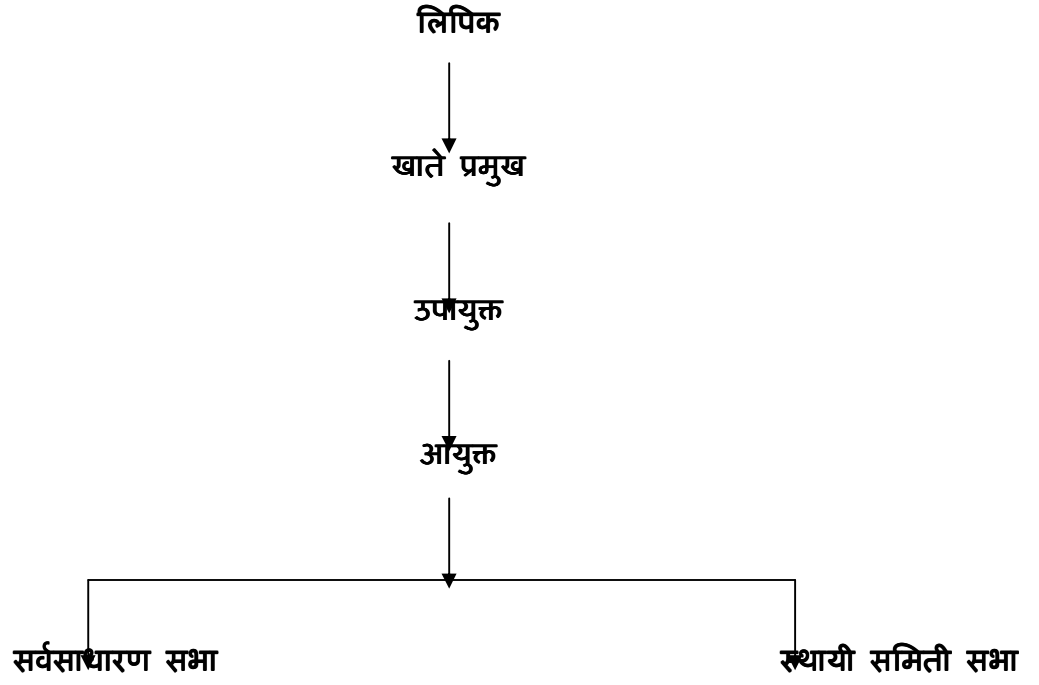 लिपिक
खाते प्रमुख
उपायुक्त
आयुक्त
सर्वसाधारण सभा
स्थायी समिती सभा